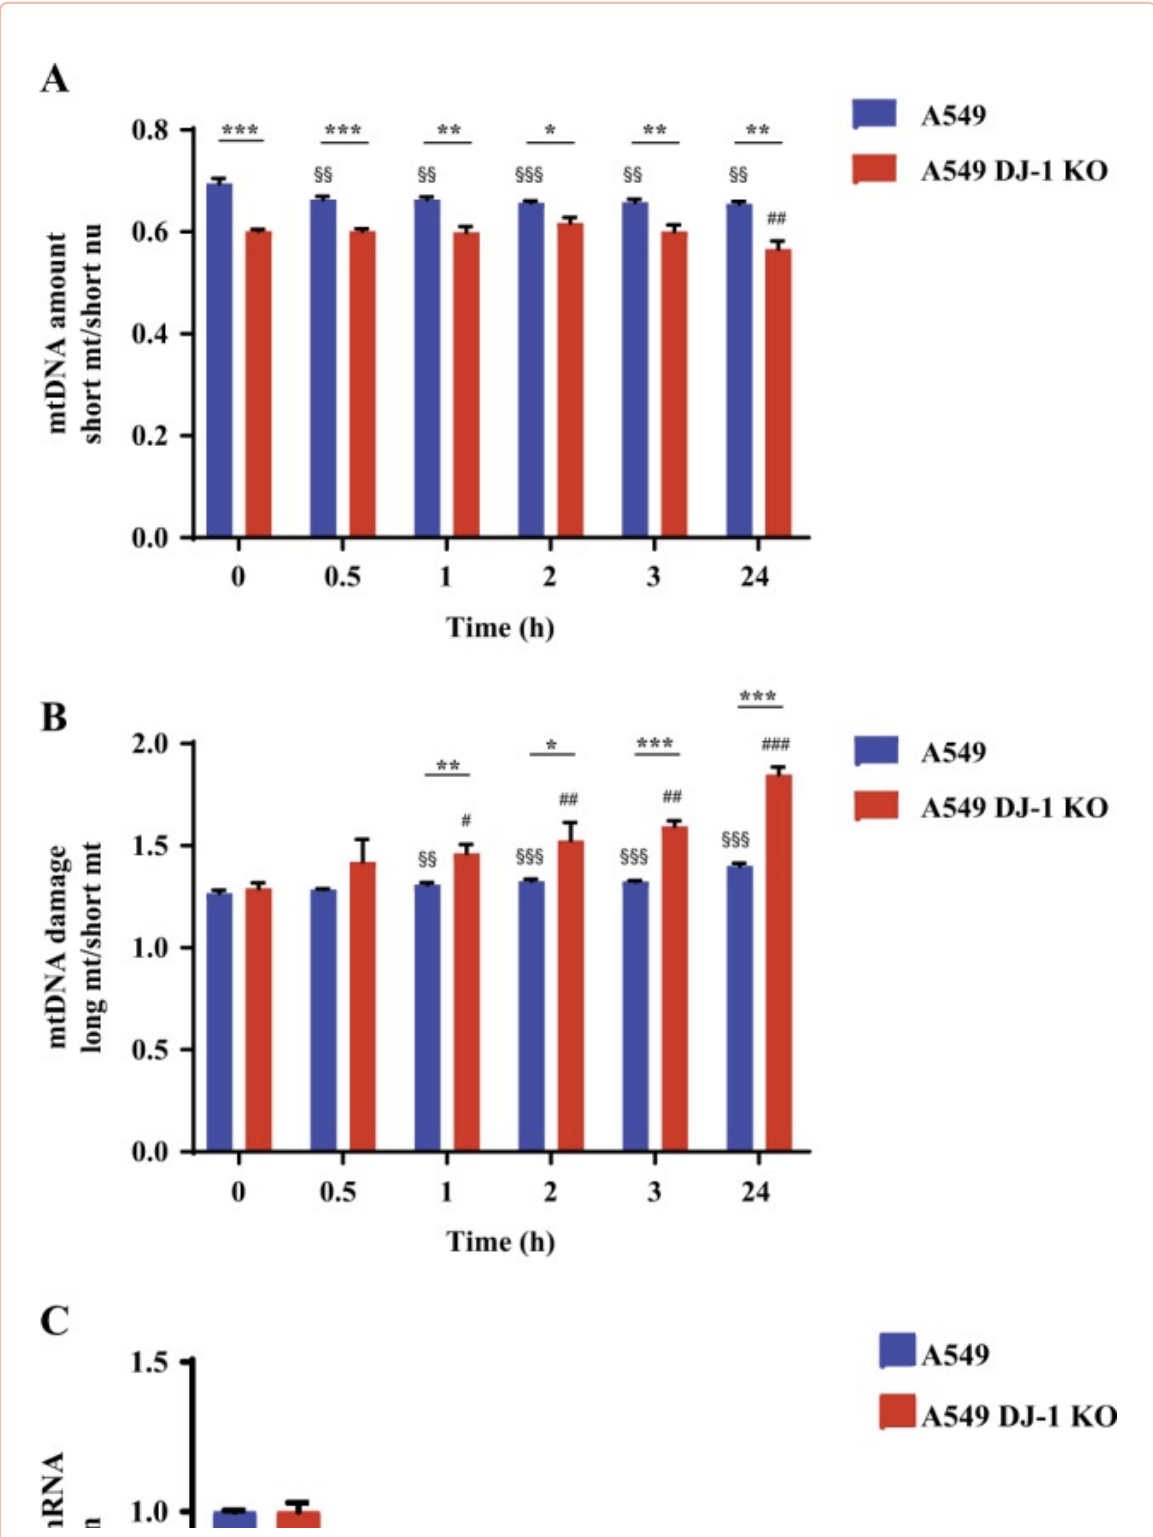 A
A549
A549 DJ-1 KO
mtDNA amount
short mt/short nu
0.8
0.6
0.4
0.2
0.0
*** *** ** * ** **
§§ §§ §§§ §§ §§
##
0 0.5 1 2 3 24
Time (h)
B
A549
A549 DJ-1 KO
mtDNA damage
long mt/short mt
2.0
1.5
1.0
0.5
0.0
** * *** ***
# ## ## ###
§§ §§§ §§§ §§§
0 0.5 1 2 3 24
Time (h)
C
A549
A549 DJ-1 KO
1.5
1.0